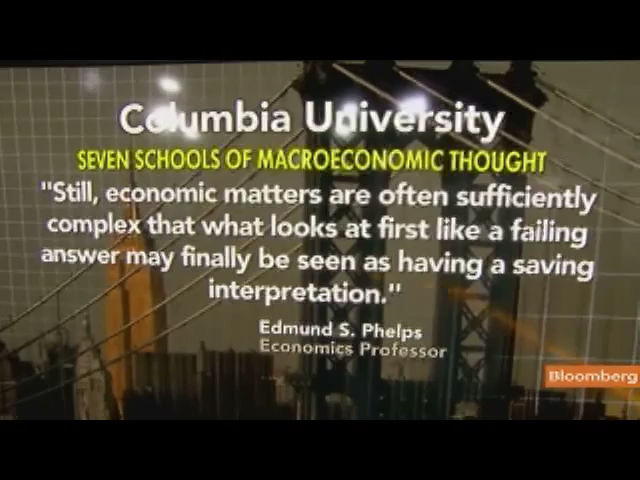 Columbia University
SEVEN SCHOOLS OF MACROECONOMIC THOUGHT
"Still, economic matters are often sufficiently
complex that what looks at first like a failing
answer may finally be seen as having a saving
interpretation."
Edmund S. Phelps
Economics Professor
Bloomberg